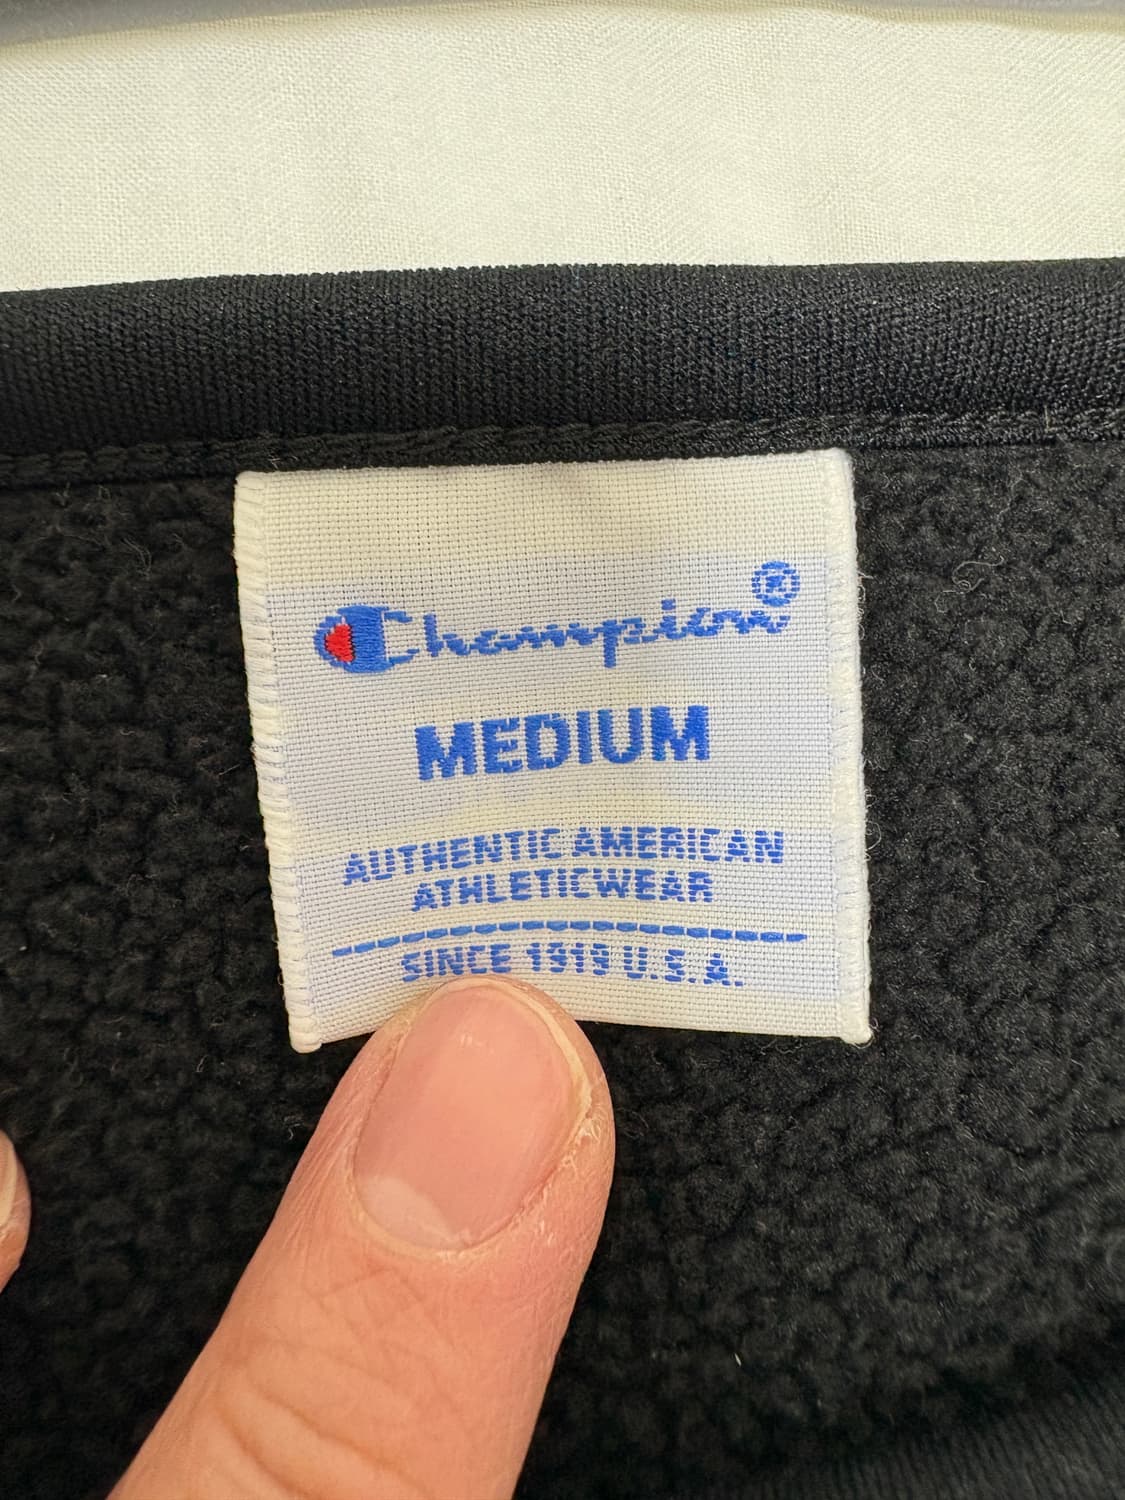 Champion®
MEDIUM
AUTHENTIC AMERICAN
ATHLETICWEAR
SINCE 1919 U.S.A.